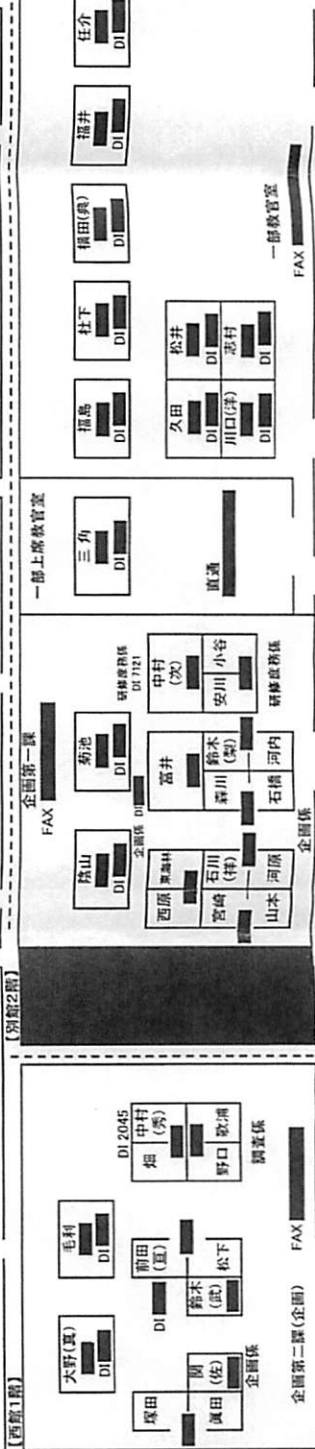 【西館1階】
大野(真)
DI
毛利
DI
塚田
眞田
関(佐)
企画係
DI
前田(亘)
鈴木(武)
松下
DI 2045
畑
中村(秀)
野口
歌浦
調査係
企画第二課(企画)
FAX
【別館2階】
企画第一課
FAX
陰山
DI
菊池
DI
企画係
DI
研修庶務係
DI 7121
西原
東海林
宮崎
石川(祥)
山本
河原
企画係
富井
森川
鈴木(梨)
石橋
河内
中村(次)
安川
小谷
研修庶務係
一部上席教官室
三角
DI
直通
福島
DI
杜下
DI
横田(典)
DI
福井
DI
任介
DI
久田
DI
松井
DI
川口(洋)
DI
志村
DI
一部教官室
FAX